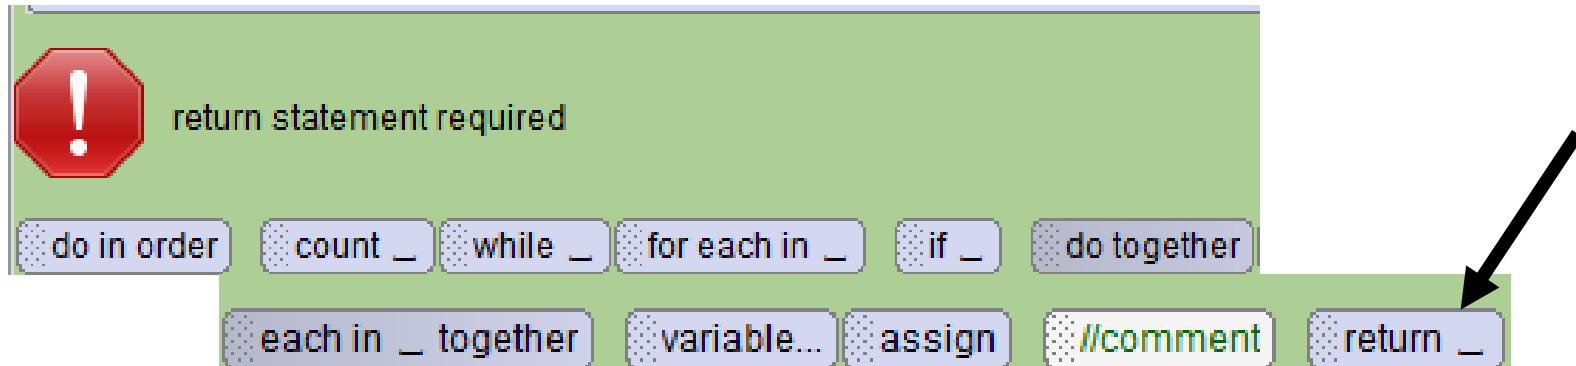 !
return statement required
do in order count _ while _ for each in _ if _ do together
each in _ together variable... assign //comment return _